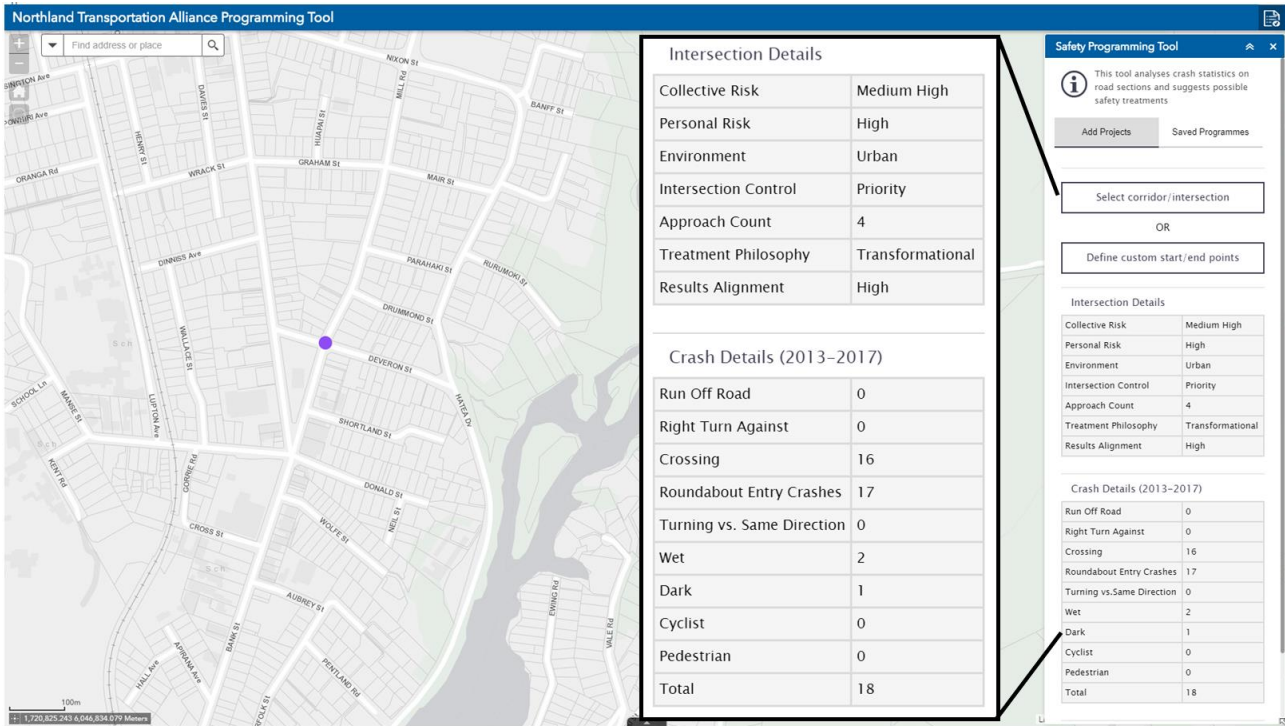 Northland Transportation Alliance Programming Tool
Find address or place
NIXON St
MILL Rd
DAVIES St
BANFF St
HUAPAI St
HENRY St
GRAHAM St
WRACK St
MAIR St
ORANGA Rd
DINNISS Ave
PARAHAKI St
RURUMOKI St
DRUMMOND St
Sch
WALLACE St
DEVERON St
SCHOOL Ln
MANSE St
LUPTON Ave
HATEA Dv
SHORTLAND St
Sch
KENT Rd
GORRIE Rd
DONALD St
NEIL St
WOLFE St
CROSS St
Sch
AUBREY St
EWING Rd
VALE Rd
BANK St
APIRANA Ave
HALL Ave
PENTLAND Rd
100m
1,720,825.243 6,046,834.079 Meters
Intersection Details
Collective Risk Medium High
Personal Risk High
Environment Urban
Intersection Control Priority
Approach Count 4
Treatment Philosophy Transformational
Results Alignment High
Crash Details (2013-2017)
Run Off Road 0
Right Turn Against 0
Crossing 16
Roundabout Entry Crashes 17
Turning vs. Same Direction 0
Wet 2
Dark 1
Cyclist 0
Pedestrian 0
Total 18
Safety Programming Tool
This tool analyses crash statistics on
road sections and suggests possible
safety treatments
Add Projects Saved Programmes
Select corridor/intersection
OR
Define custom start/end points
Intersection Details
Collective Risk Medium High
Personal Risk High
Environment Urban
Intersection Control Priority
Approach Count 4
Treatment Philosophy Transformational
Results Alignment High
Crash Details (2013-2017)
Run Off Road 0
Right Turn Against 0
Crossing 16
Roundabout Entry Crashes 17
Turning vs.Same Direction 0
Wet 2
Dark 1
Cyclist 0
Pedestrian 0
Total 18